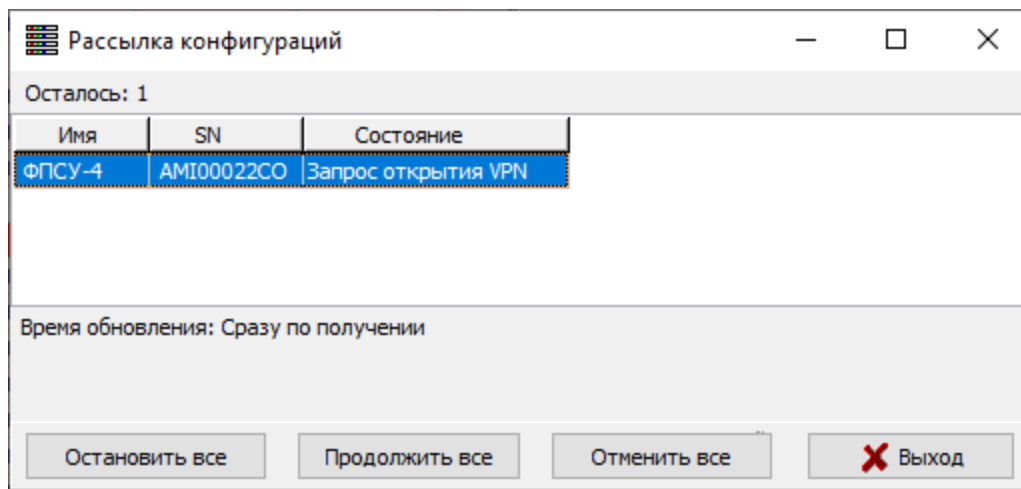 Рассылка конфигураций
Осталось: 1
Имя SN Состояние
ФПСУ-4 AMI00022CO Запрос открытия VPN
Время обновления: Сразу по получении
Остановить все Продолжить все Отменить все Выход